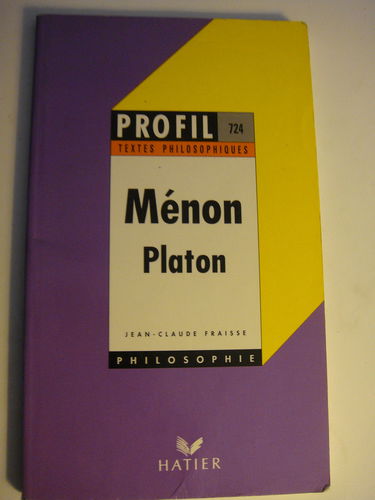 PROFIL 724
TEXTES PHILOSOPHIQUES
Ménon
Platon
JEAN-CLAUDE FRAISSE
PHILOSOPHIE
HATIER